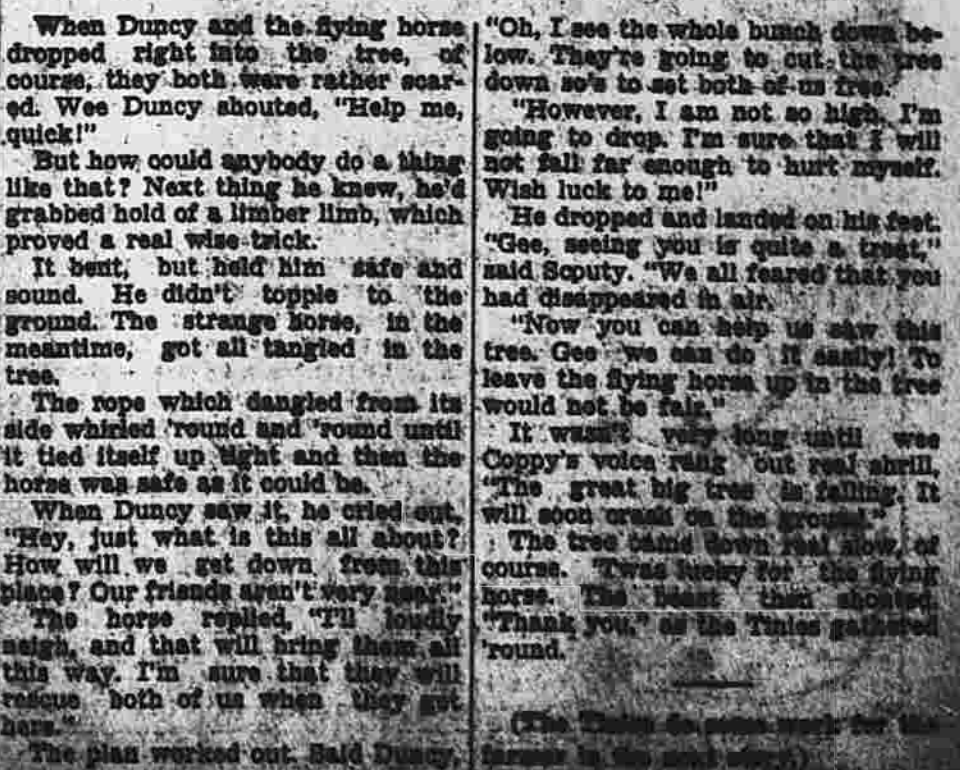 When Duncy and the flying horse
dropped right into the tree, of
course, they both were rather scar-
ed. Wee Duncy shouted, "Help me,
quick!"
But how could anybody do a thing
like that? Next thing he knew, he'd
grabbed hold of a limber limb, which
proved a real wise trick.
It bent, but held him safe and
sound. He didn't topple to the
ground. The strange horse, in the
meantime, got all tangled in the
tree.
The rope which dangled from its
side whirled 'round and 'round until
it tied itself up tight and then the
horse was safe as it could be.
When Duncy saw it, he cried out,
"Hey, just what is this all about?
How will we get down from this
place? Our friends aren't very near."
The horse replied, "I'll loudly
neigh, and that will bring them all
this way. I'm sure that they will
rescue both of us when they get
here."
The plan worked out. Said Duncy,
"Oh, I see the whole bunch down be-
low. They're going to cut the tree
down so's to set both of us free.
"However, I am not so high. I'm
going to drop. I'm sure that I will
not fall far enough to hurt myself.
Wish luck to me!"
He dropped and landed on his feet.
"Gee, seeing you is quite a treat,"
said Scouty. "We all feared that you
had disappeared in air.
"Now you can help us saw this
tree. Gee we can do it easily! To
leave the flying horse up in the tree
would not be fair."
It wasn't very long until wee
Coppy's voice rang out real shrill,
"The great big tree is falling. It
will soon crash on the ground!"
The tree came down real slow, of
course. 'Twas lucky for the flying
horse. The beast then shouted
"Thank you," as the Tinies gathered
'round.
(The Tinies do some work for the
in the next story.)